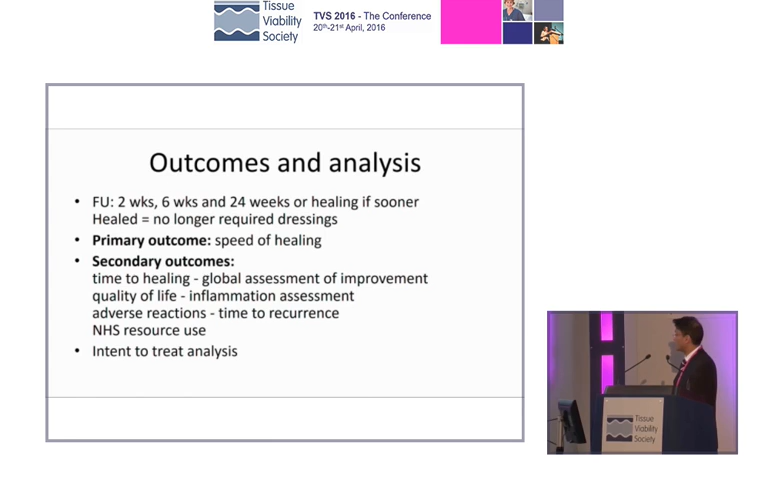 Tissue
Viability
Society
TVS 2016 - The Conference
20th-21st April, 2016
Outcomes and analysis
• FU: 2 wks, 6 wks and 24 weeks or healing if sooner
Healed = no longer required dressings
• Primary outcome: speed of healing
• Secondary outcomes:
time to healing - global assessment of improvement
quality of life - inflammation assessment
adverse reactions - time to recurrence
NHS resource use
• Intent to treat analysis
Tissue
Viability
Society